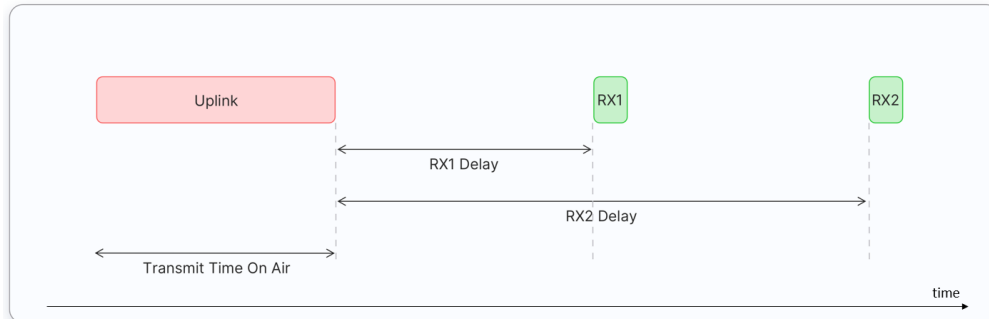 Uplink
RX1
RX2
RX1 Delay
RX2 Delay
Transmit Time On Air
time